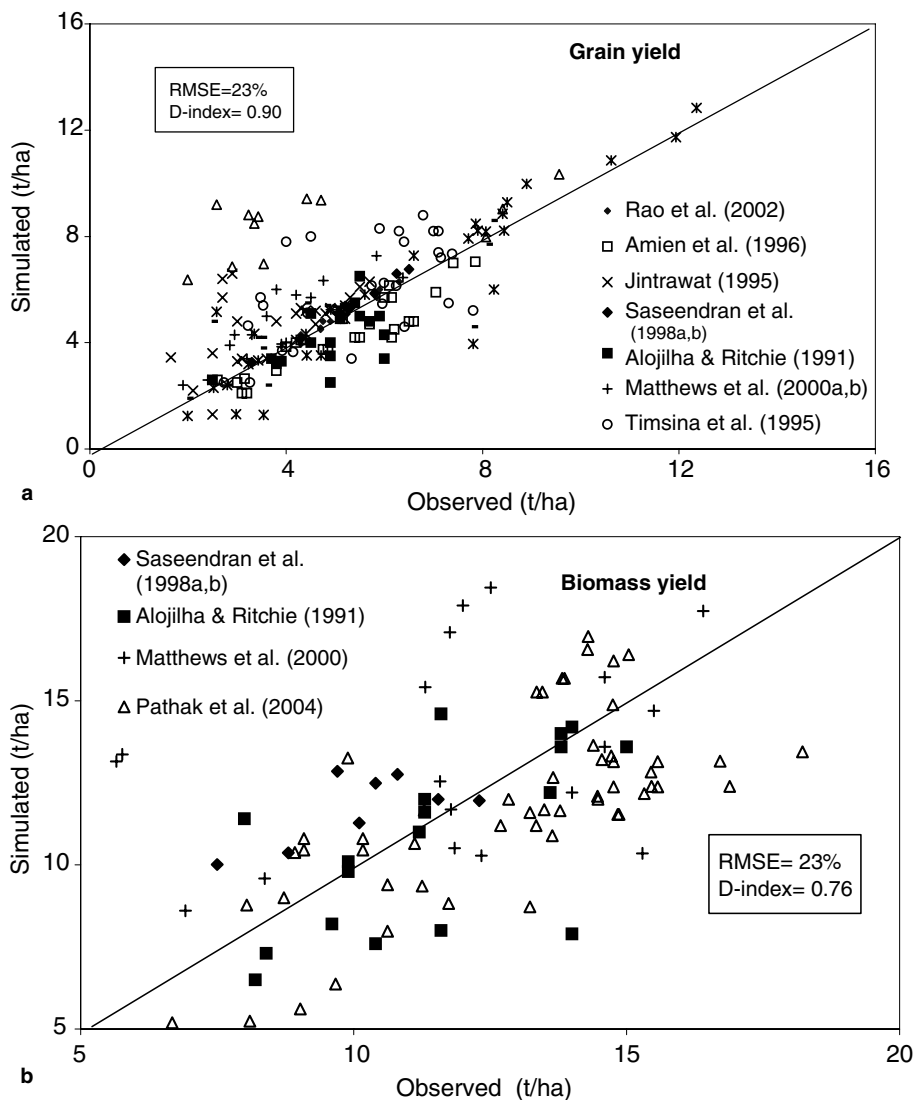 16
12
8
4
0
Simulated (t/ha)
Grain yield
RMSE=23%
D-index= 0.90
Rao et al. (2002)
Amien et al. (1996)
Jintrawat (1995)
Saseendran et al.
(1998a,b)
Alojilha & Ritchie (1991)
Matthews et al. (2000a,b)
Timsina et al. (1995)
0 4 8 12 16
Observed (t/ha)
a
20
15
10
5
Simulated (t/ha)
Saseendran et al.
(1998a,b)
Alojilha & Ritchie (1991)
Matthews et al. (2000)
Pathak et al. (2004)
Biomass yield
RMSE= 23%
D-index= 0.76
5 10 15 20
Observed (t/ha)
b